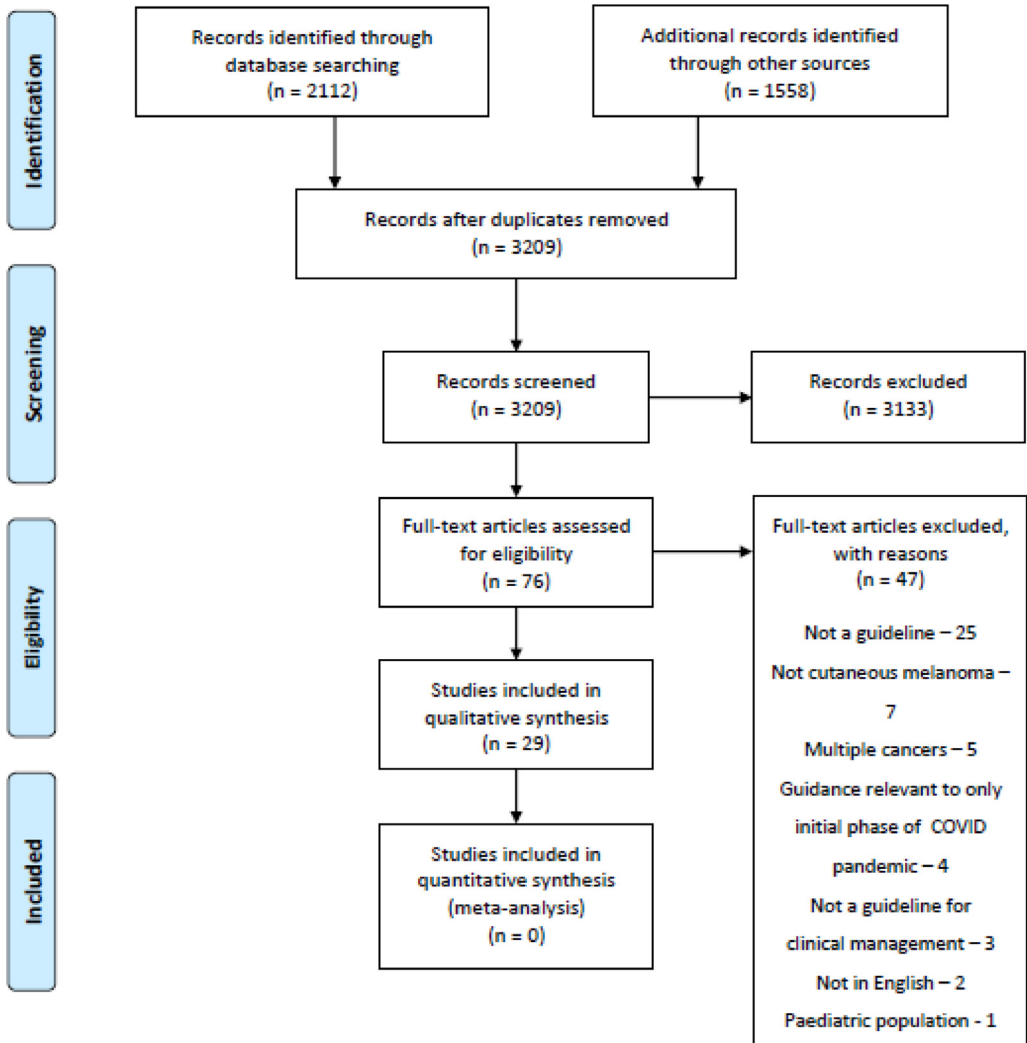 Identification
Records identified through
database searching
(n = 2112)
Additional records identified
through other sources
(n = 1558)
Records after duplicates removed
(n = 3209)
Screening
Records screened
(n = 3209)
Records excluded
(n = 3133)
Eligibility
Full-text articles assessed
for eligibility
(n = 76)
Full-text articles excluded,
with reasons
(n = 47)
Not a guideline – 25
Not cutaneous melanoma –
7
Multiple cancers – 5
Guidance relevant to only
initial phase of COVID
pandemic – 4
Not a guideline for
clinical management – 3
Not in English – 2
Paediatric population - 1
Studies included in
qualitative synthesis
(n = 29)
Included
Studies included in
quantitative synthesis
(meta-analysis)
(n = 0)